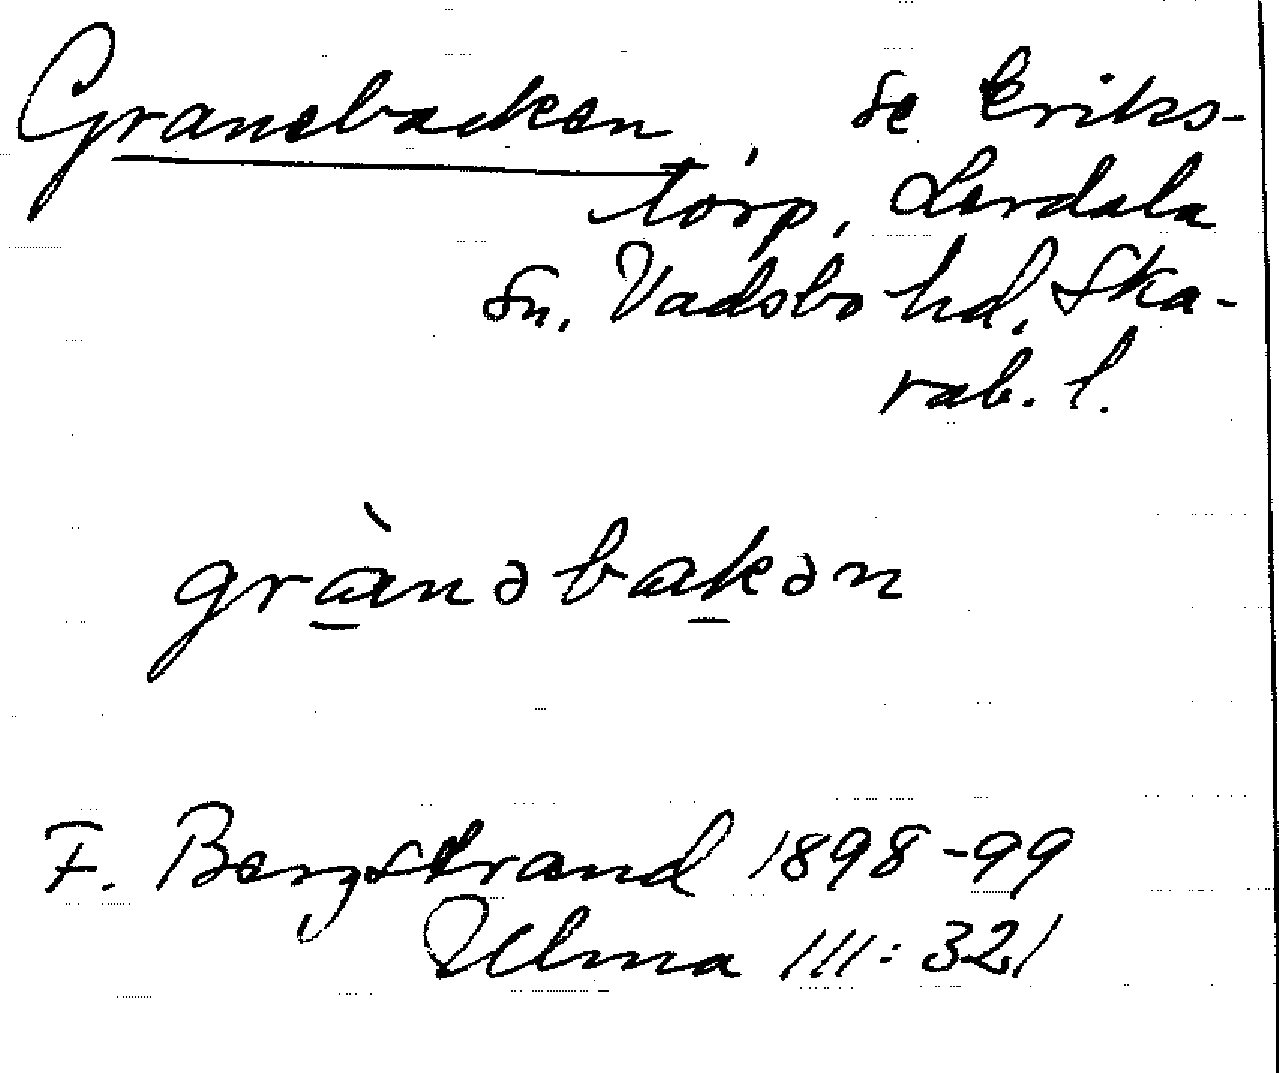 Granebacken, se Eriks-
torp, Lerdala
sn. Vadsbo hd, Ska-
rab. l.
grànəbakən
F. Bergstrand 1898-99
Ulma 111:321